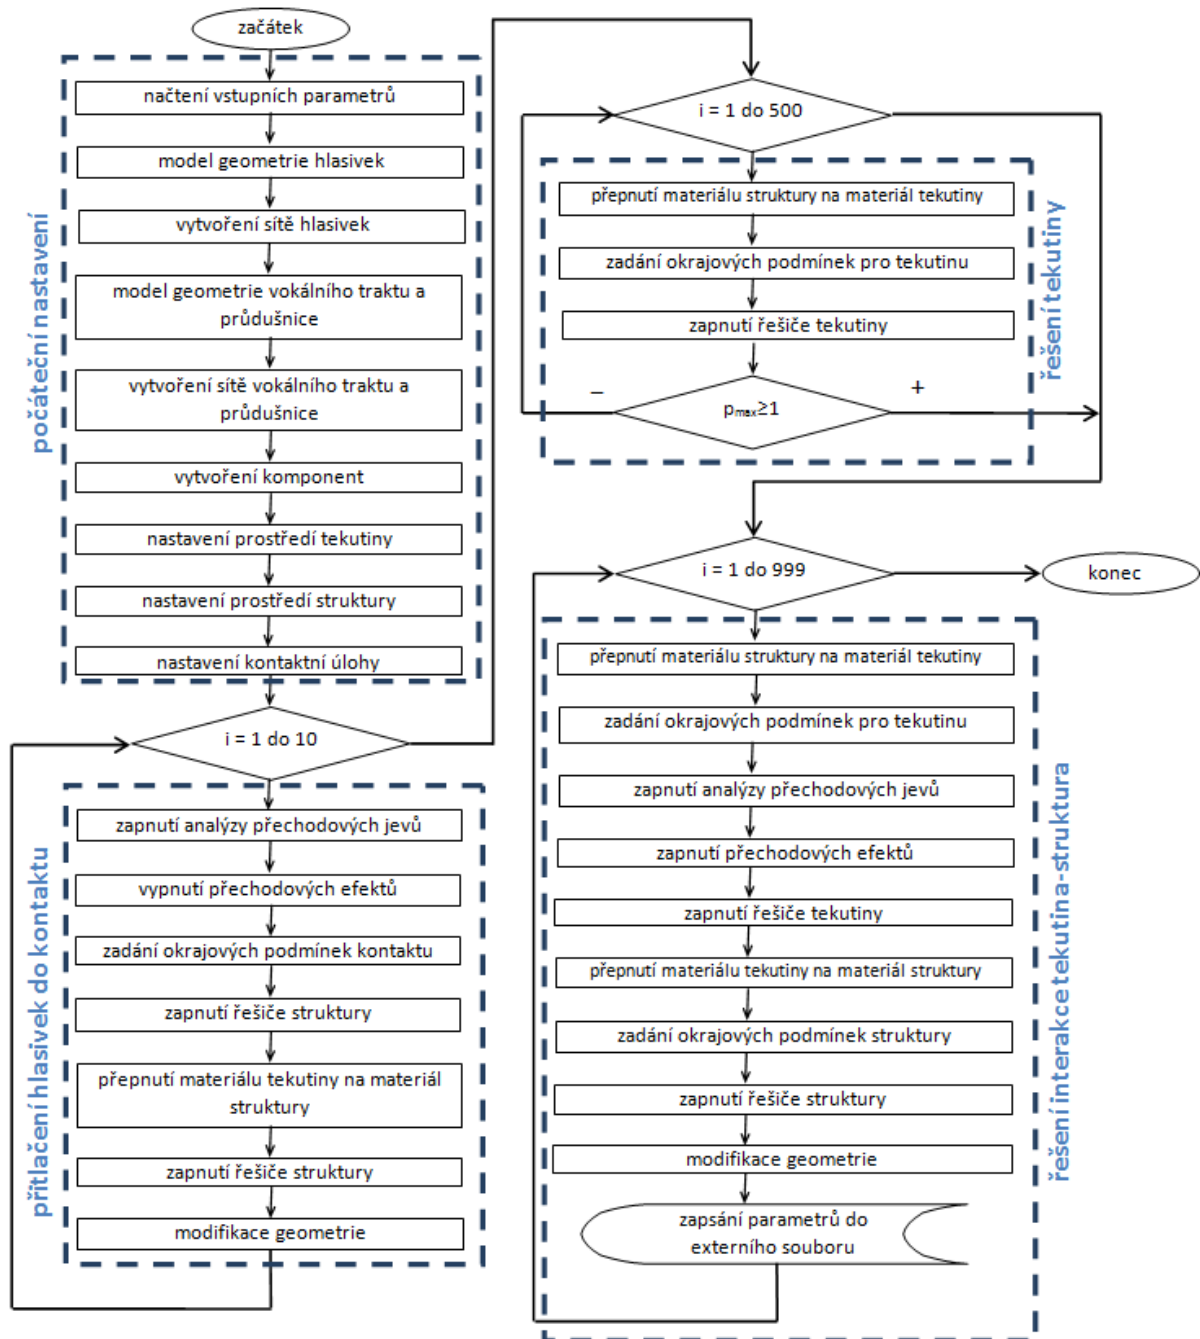 začátek
načtení vstupních parametrů
model geometrie hlasivek
vytvoření sítě hlasivek
model geometrie vokálního traktu a
průdušnice
vytvoření sítě vokálního traktu a
průdušnice
vytvoření komponent
nastavení prostředí tekutiny
nastavení prostředí struktury
nastavení kontaktní úlohy
počáteční nastavení
i = 1 do 10
zapnutí analýzy přechodových jevů
vypnutí přechodových efektů
zadání okrajových podmínek kontaktu
zapnutí řešiče struktury
přepnutí materiálu tekutiny na materiál
struktury
zapnutí řešiče struktury
modifikace geometrie
přitlačení hlasivek do kontaktu
i = 1 do 500
přepnutí materiálu struktury na materiál tekutiny
zadání okrajových podmínek pro tekutinu
zapnutí řešiče tekutiny
– +
pmax≥1
řešení tekutiny
i = 1 do 999
konec
přepnutí materiálu struktury na materiál tekutiny
zadání okrajových podmínek pro tekutinu
zapnutí analýzy přechodových jevů
zapnutí přechodových efektů
zapnutí řešiče tekutiny
přepnutí materiálu tekutiny na materiál struktury
zadání okrajových podmínek struktury
zapnutí řešiče struktury
modifikace geometrie
zapsání parametrů do
externího souboru
řešení interakce tekutina-struktura